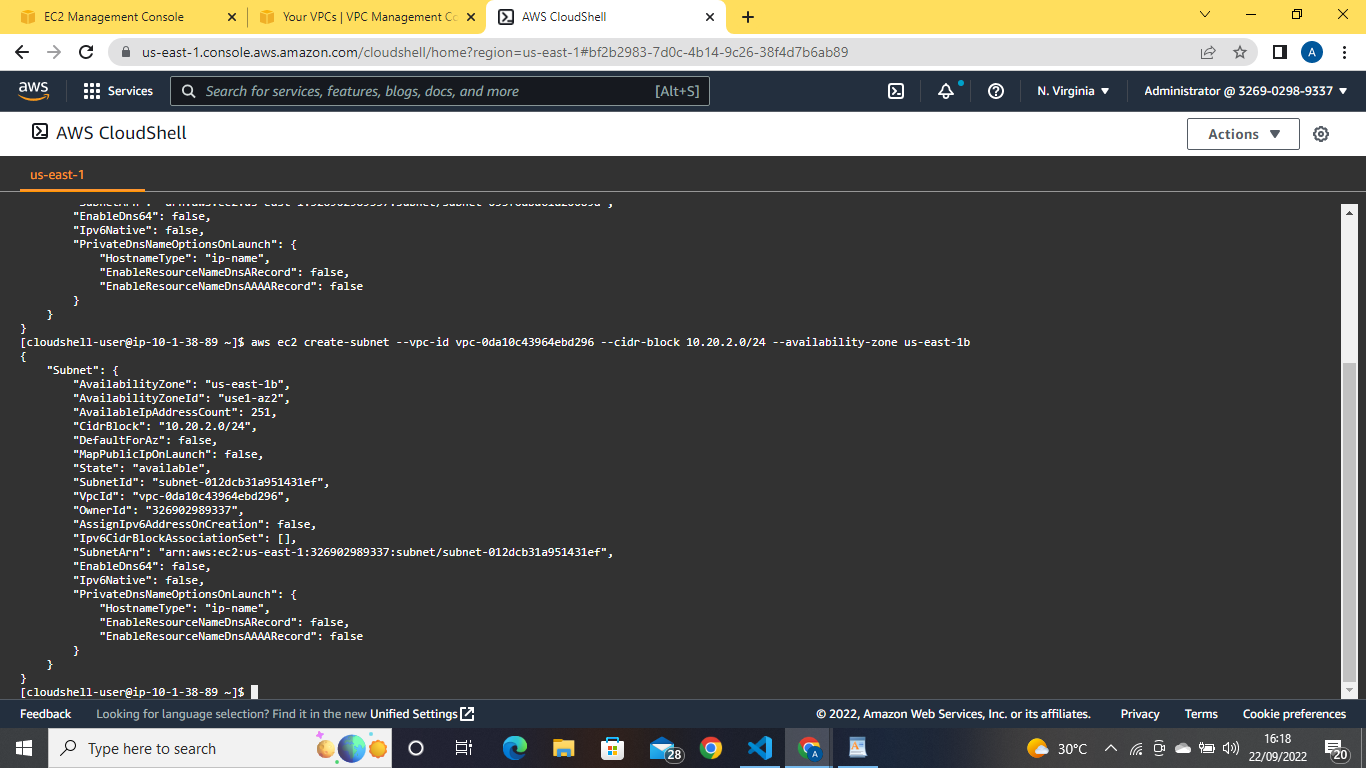 EC2 Management Console
Your VPCs | VPC Management Co
AWS CloudShell
us-east-1.console.aws.amazon.com/cloudshell/home?region=us-east-1#bf2b2983-7d0c-4b14-9c26-38f4d7b6ab89
A
aws
Services
Search for services, features, blogs, docs, and more
[Alt+S]
N. Virginia
Administrator @ 3269-0298-9337
AWS CloudShell
Actions
us-east-1
"EnableDns64": false,
"Ipv6Native": false,
"PrivateDnsNameOptionsOnLaunch": {
"HostnameType": "ip-name",
"EnableResourceNameDnsARecord": false,
"EnableResourceNameDnsAAAARecord": false
}
}
}
[cloudshell-user@ip-10-1-38-89 ~]$ aws ec2 create-subnet --vpc-id vpc-0da10c43964ebd296 --cidr-block 10.20.2.0/24 --availability-zone us-east-1b
{
"Subnet": {
"AvailabilityZone": "us-east-1b",
"AvailabilityZoneId": "use1-az2",
"AvailableIpAddressCount": 251,
"CidrBlock": "10.20.2.0/24",
"DefaultForAz": false,
"MapPublicIpOnLaunch": false,
"State": "available",
"SubnetId": "subnet-012dcb31a951431ef",
"VpcId": "vpc-0da10c43964ebd296",
"OwnerId": "326902989337",
"AssignIpv6AddressOnCreation": false,
"Ipv6CidrBlockAssociationSet": [],
"SubnetArn": "arn:aws:ec2:us-east-1:326902989337:subnet/subnet-012dcb31a951431ef",
"EnableDns64": false,
"Ipv6Native": false,
"PrivateDnsNameOptionsOnLaunch": {
"HostnameType": "ip-name",
"EnableResourceNameDnsARecord": false,
"EnableResourceNameDnsAAAARecord": false
}
}
}
[cloudshell-user@ip-10-1-38-89 ~]$
Feedback
Looking for language selection? Find it in the new Unified Settings
© 2022, Amazon Web Services, Inc. or its affiliates.
Privacy
Terms
Cookie preferences
Type here to search
28
A
30°C
16:18
22/09/2022
20